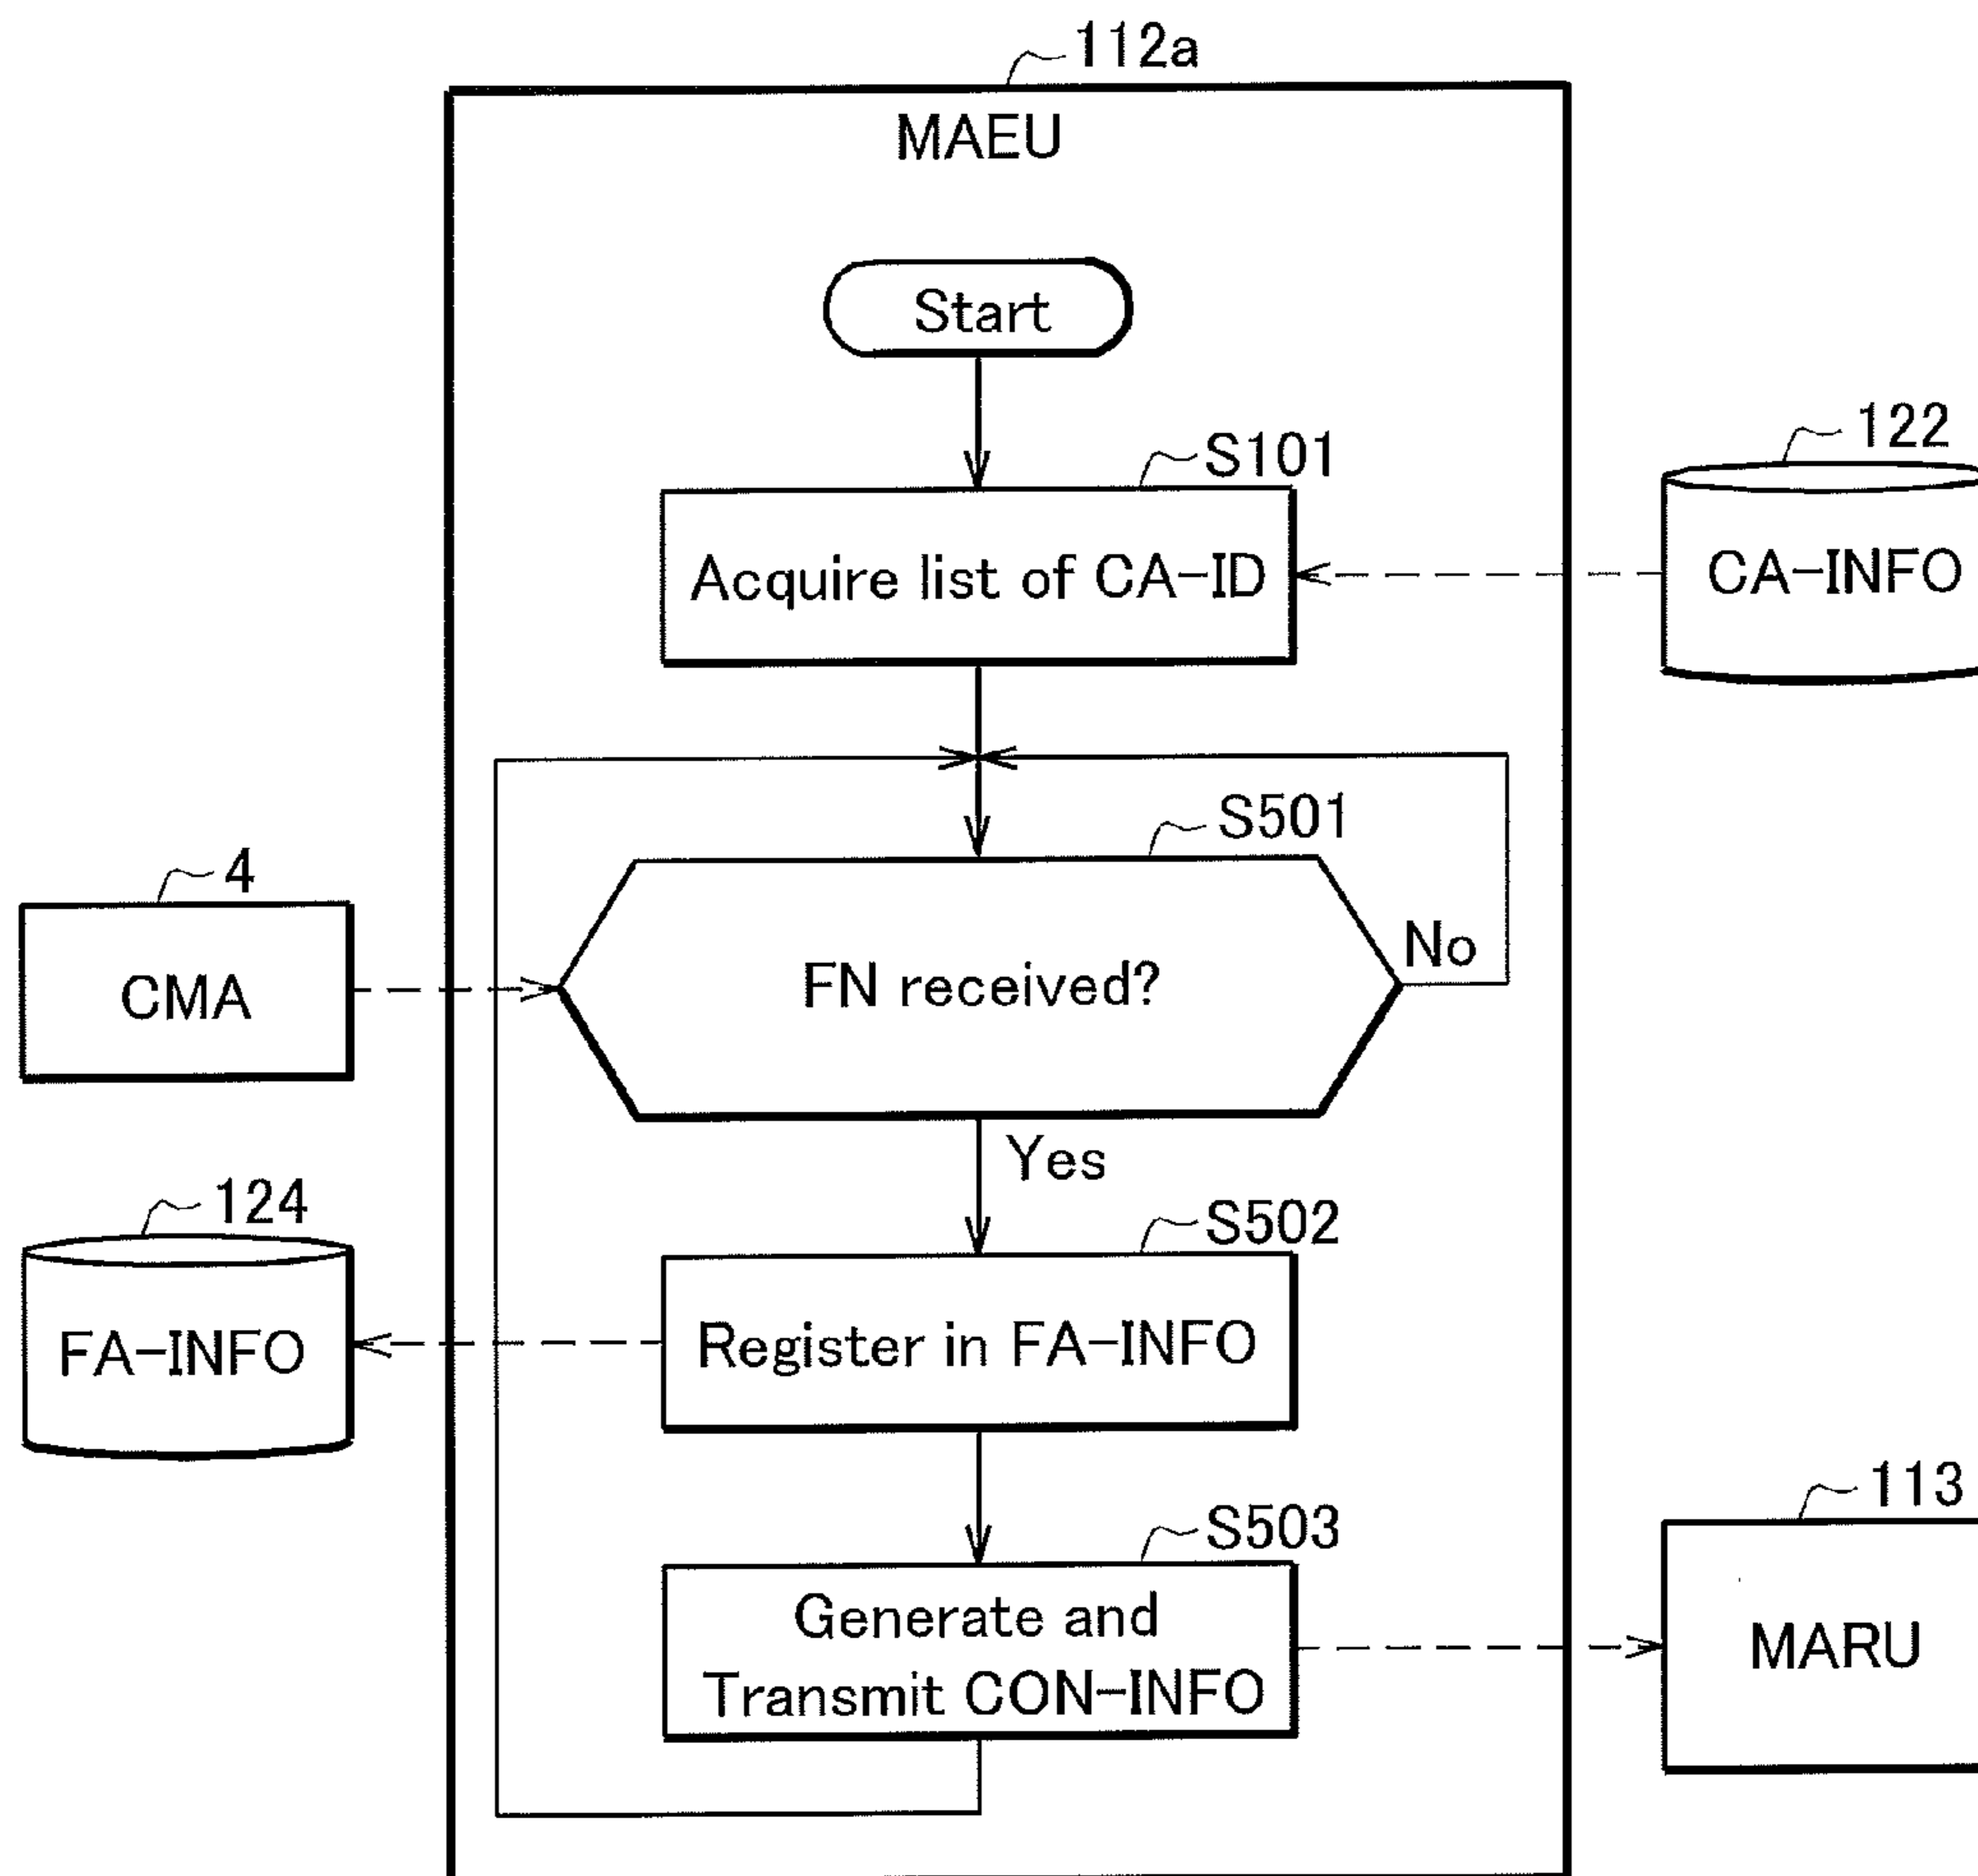 112a
MAEU
Start
S101
122
Acquire list of CA-ID
CA-INFO
S501
4
CMA
FN received?
No
Yes
124
S502
FA-INFO
Register in FA-INFO
S503
113
Generate and
Transmit CON-INFO
MARU